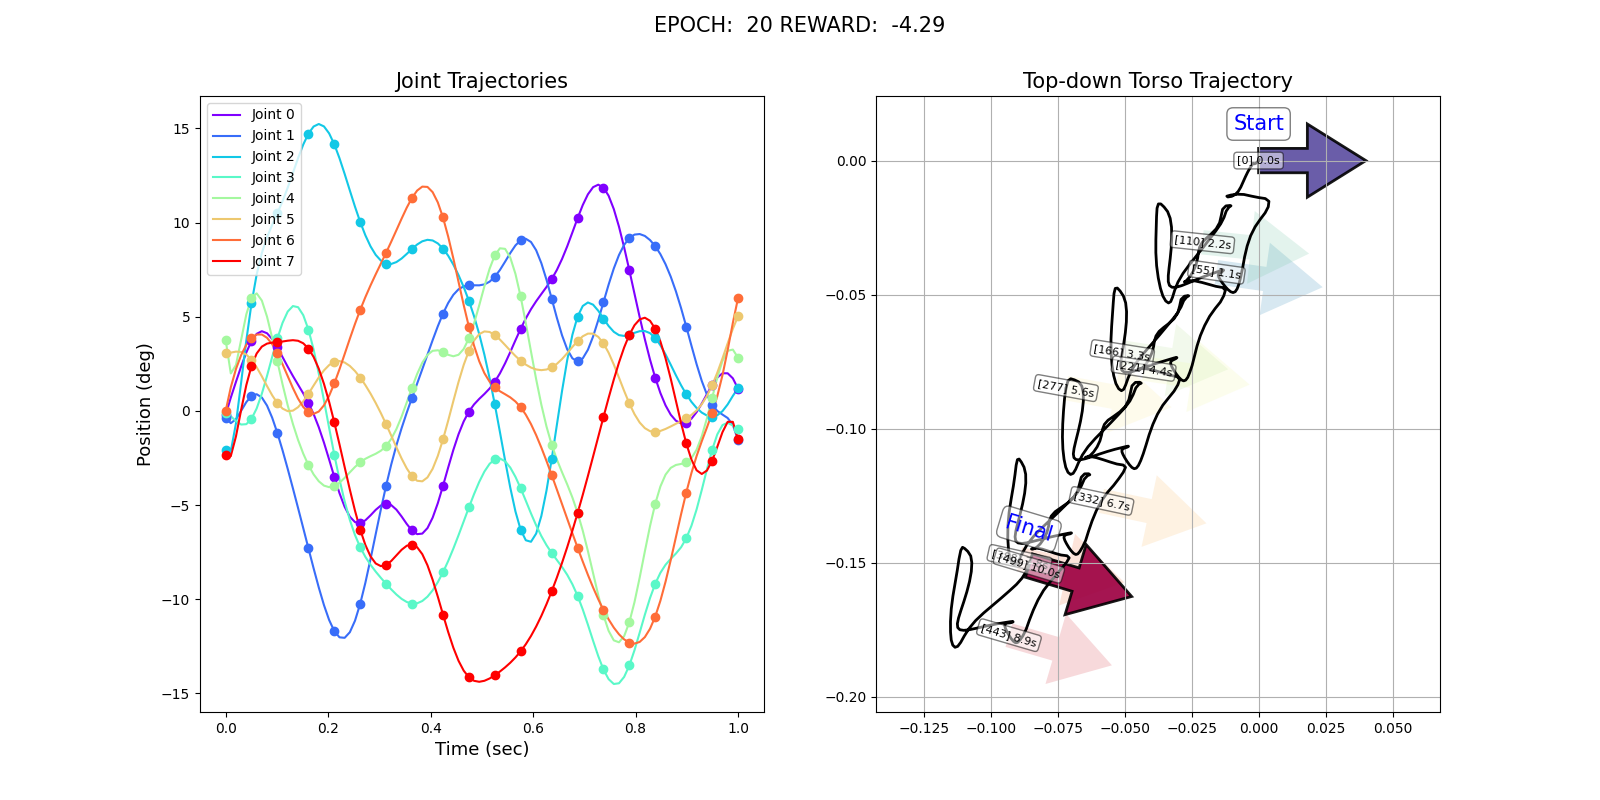 EPOCH:  20 REWARD:  -4.29
Joint Trajectories
Joint 0
Joint 1
Joint 2
Joint 3
Joint 4
Joint 5
Joint 6
Joint 7
15
10
5
0
−5
−10
−15
Position (deg)
0.0 0.2 0.4 0.6 0.8 1.0
Time (sec)
Top-down Torso Trajectory
Start
[0] 0.0s
[110] 2.2s
[55] 1.1s
[166] 3.3s
[221] 4.4s
[277] 5.6s
[332] 6.7s
Final
[499] 10.0s
[443] 8.9s
0.00
−0.05
−0.10
−0.15
−0.20
−0.125 −0.100 −0.075 −0.050 −0.025 0.000 0.025 0.050